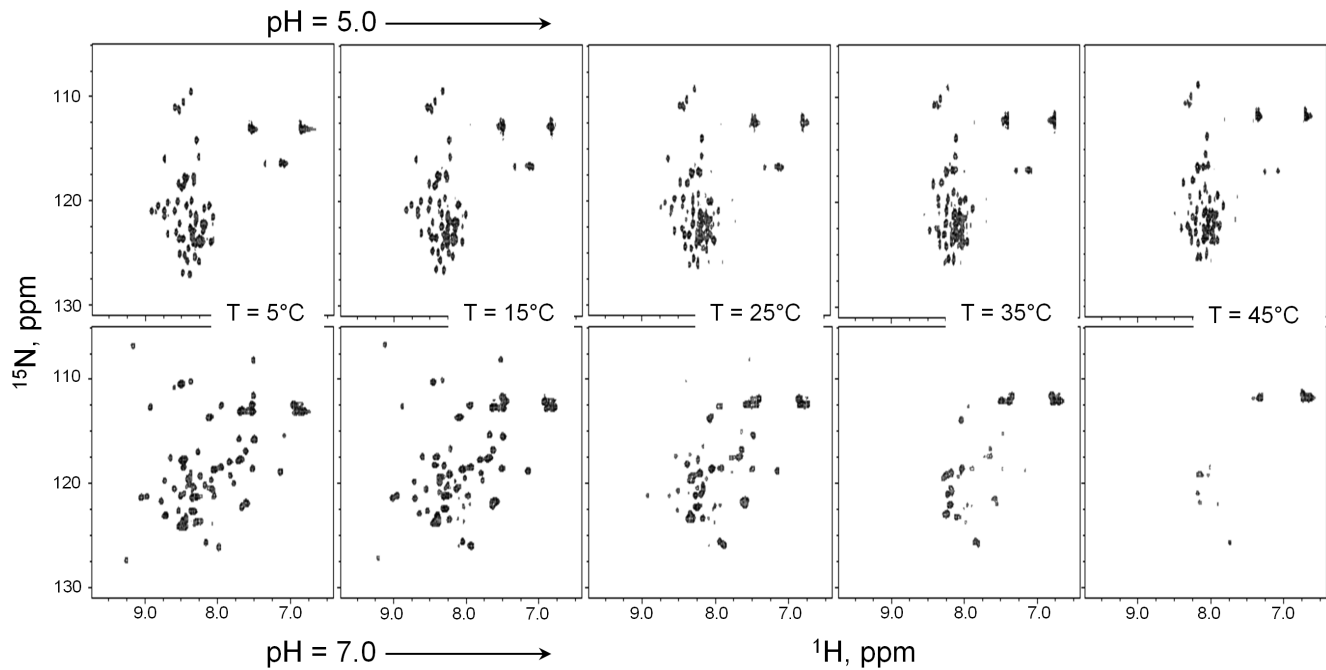 pH = 5.0
110
120
130
T = 5°C
T = 15°C
T = 25°C
T = 35°C
T = 45°C
¹⁵N, ppm
110
120
130
9.0 8.0 7.0 9.0 8.0 7.0 9.0 8.0 7.0 9.0 8.0 7.0 9.0 8.0 7.0
pH = 7.0
¹H, ppm